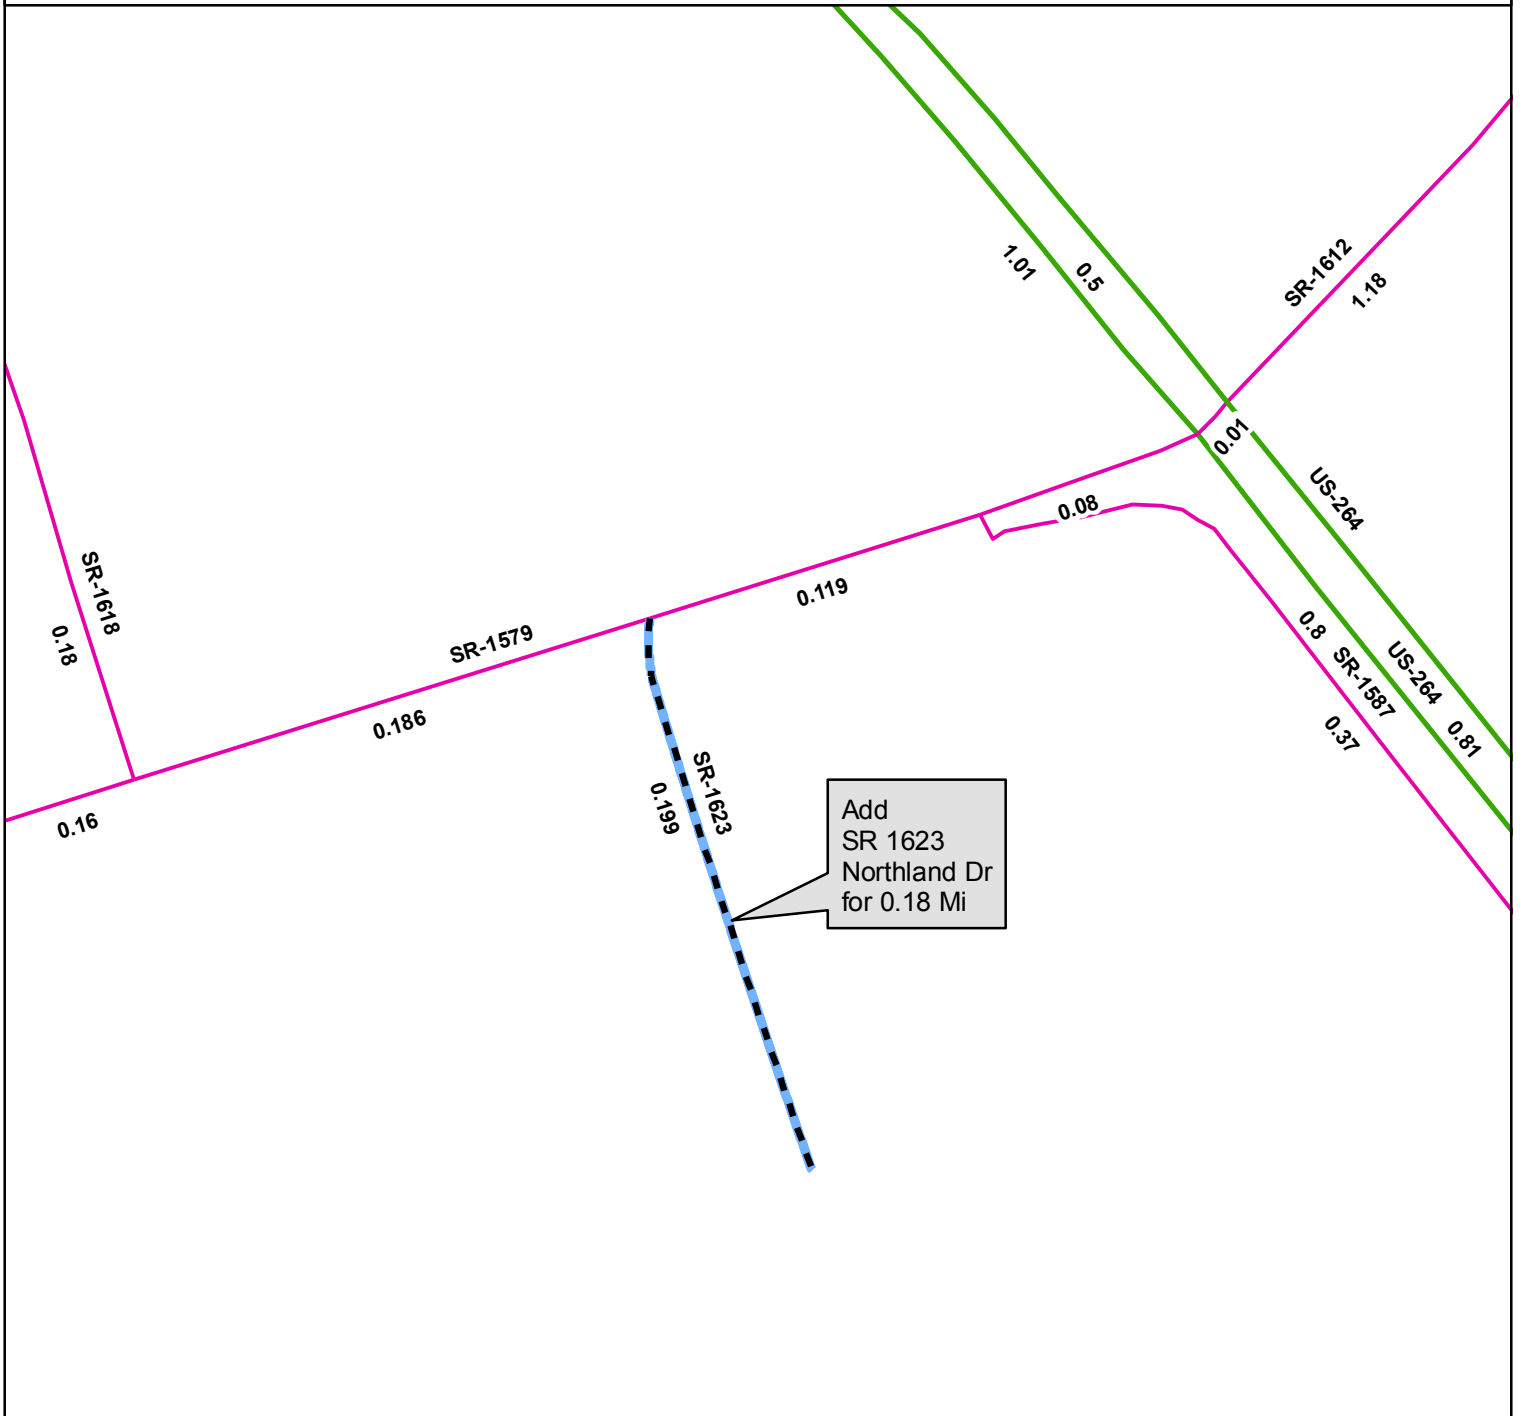 1.01
0.5
SR-1612
1.18
0.01
US-264
0.08
SR-1618
0.18
0.119
SR-1579
0.186
0.16
0.8
SR-1587
0.37
US-264
0.81
SR-1623
0.199
Add
SR 1623
Northland Dr
for 0.18 Mi